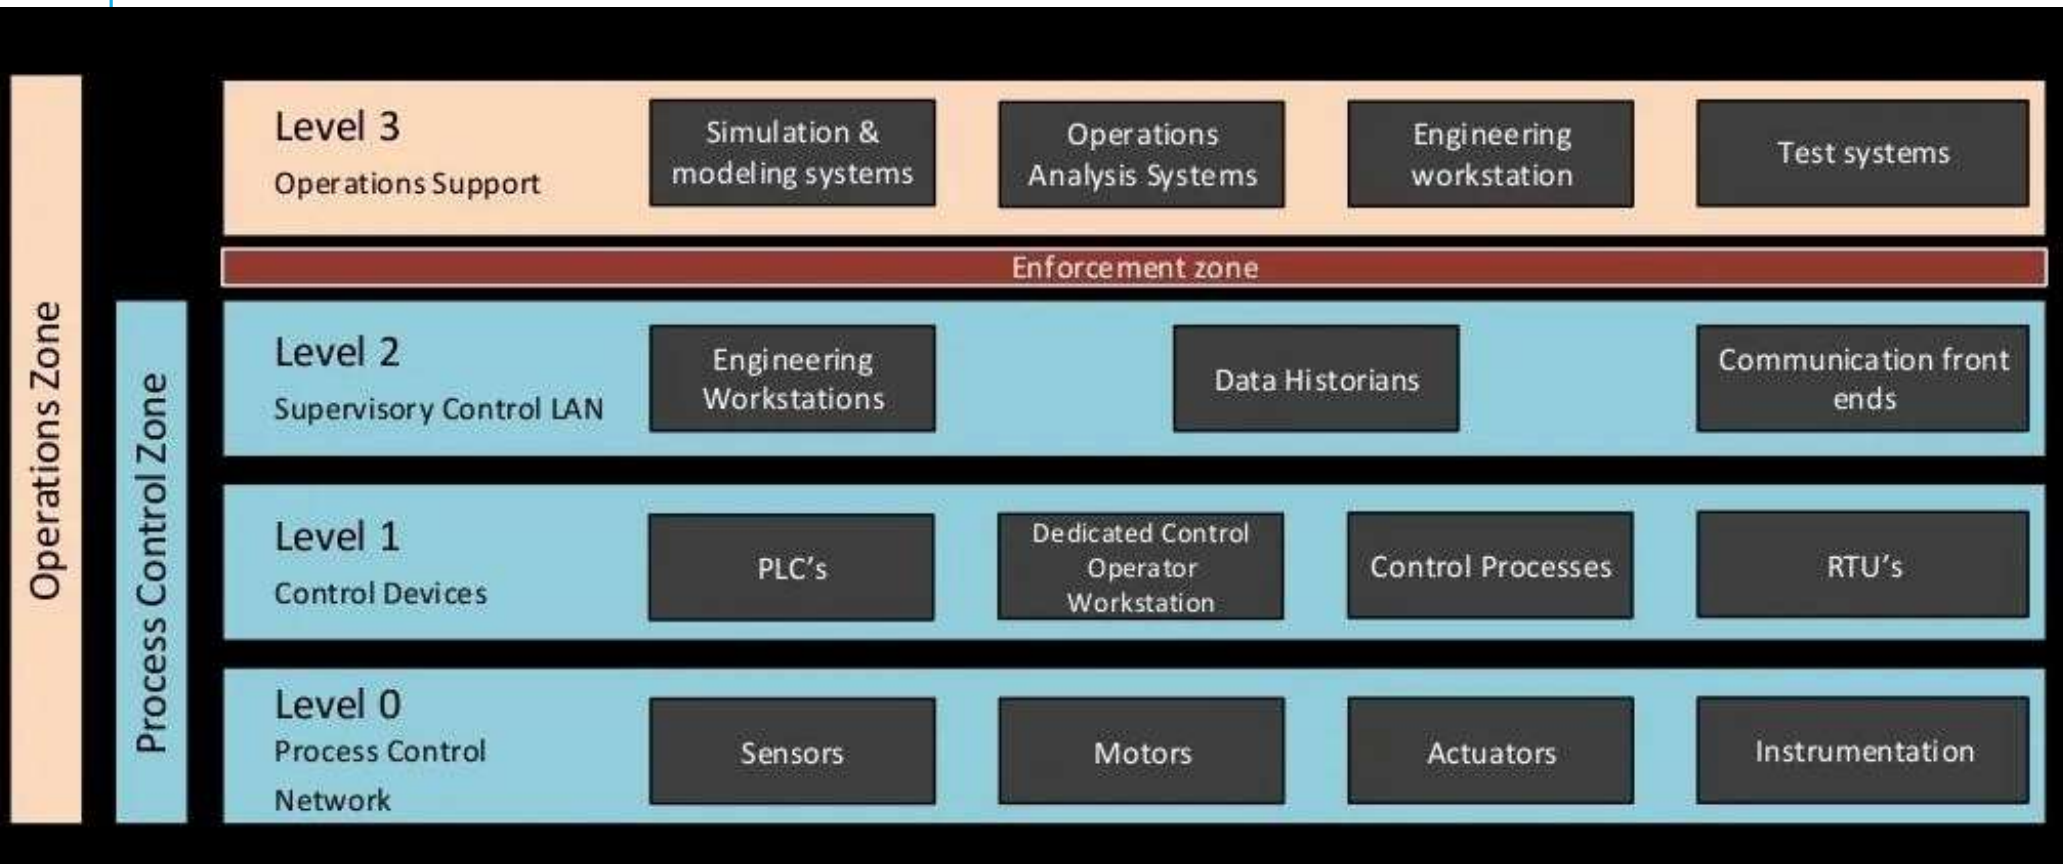 Operations Zone
Process Control Zone
Level 3
Operations Support
Simulation &
modeling systems
Operations
Analysis Systems
Engineering
workstation
Test systems
Enforcement zone
Level 2
Supervisory Control LAN
Engineering
Workstations
Data Historians
Communication front
ends
Level 1
Control Devices
PLC's
Dedicated Control
Operator
Workstation
Control Processes
RTU's
Level 0
Process Control
Network
Sensors
Motors
Actuators
Instrumentation